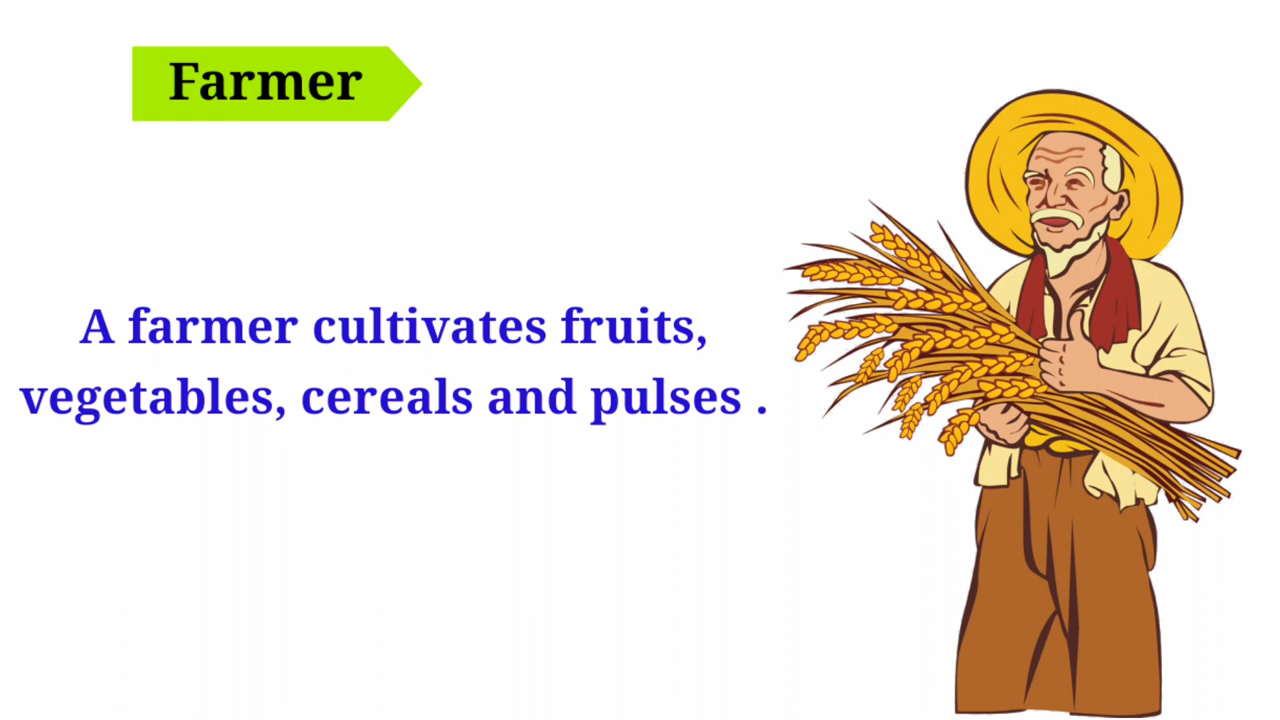 Farmer
A farmer cultivates fruits,
vegetables, cereals and pulses .